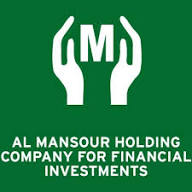 M
AL MANSOUR HOLDING
COMPANY FOR FINANCIAL
INVESTMENTS